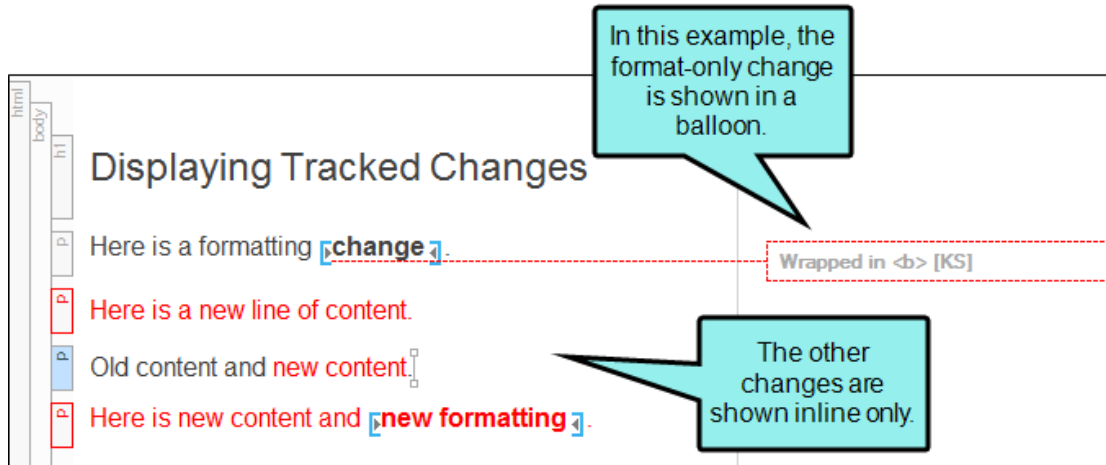 In this example, the
format-only change
is shown in a
balloon.
html
body
h1
Displaying Tracked Changes
p
Here is a formatting change .
Wrapped in <b> [KS]
p
Here is a new line of content.
p
Old content and new content.
The other
changes are
shown inline only.
p
Here is new content and new formatting .